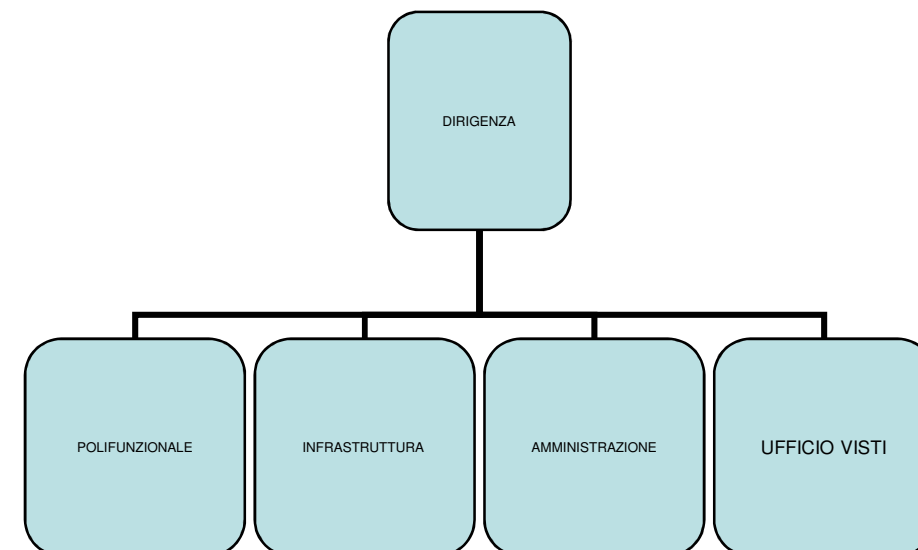 DIRIGENZA
POLIFUNZIONALE
INFRASTRUTTURA
AMMINISTRAZIONE
UFFICIO VISTI